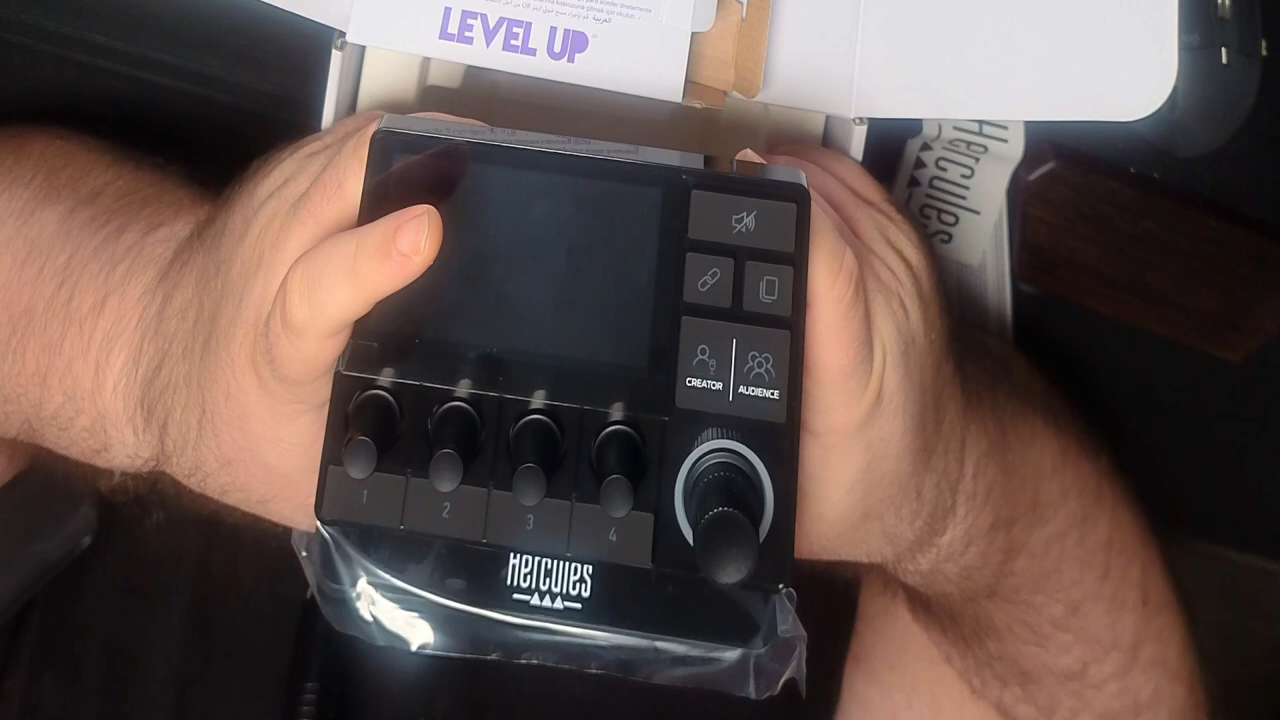 LEVEL UP
Hercules
CREATOR
AUDIENCE
1
2
3
4
Hercules